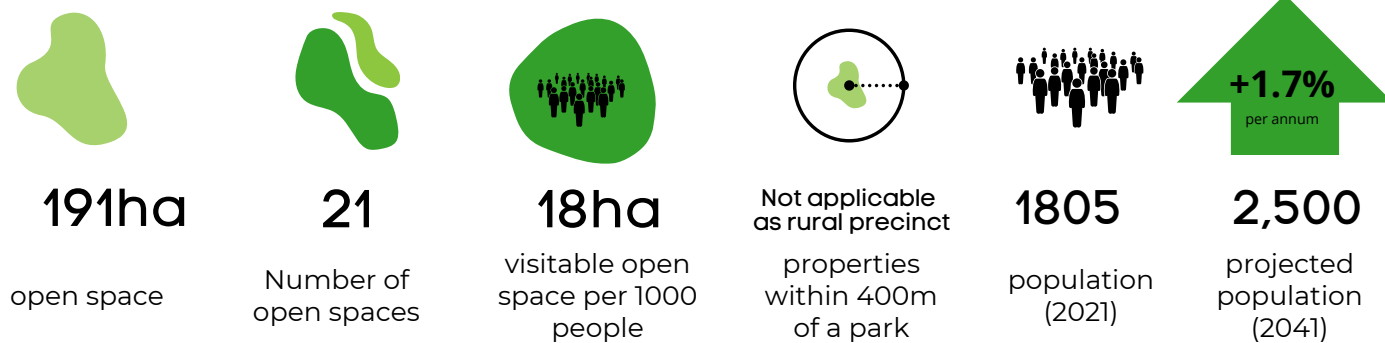 191ha
open space
21
Number of
open spaces
18ha
visitable open
space per 1000
people
Not applicable
as rural precinct
properties
within 400m
of a park
1805
population
(2021)
+1.7%
per annum
2,500
projected
population
(2041)